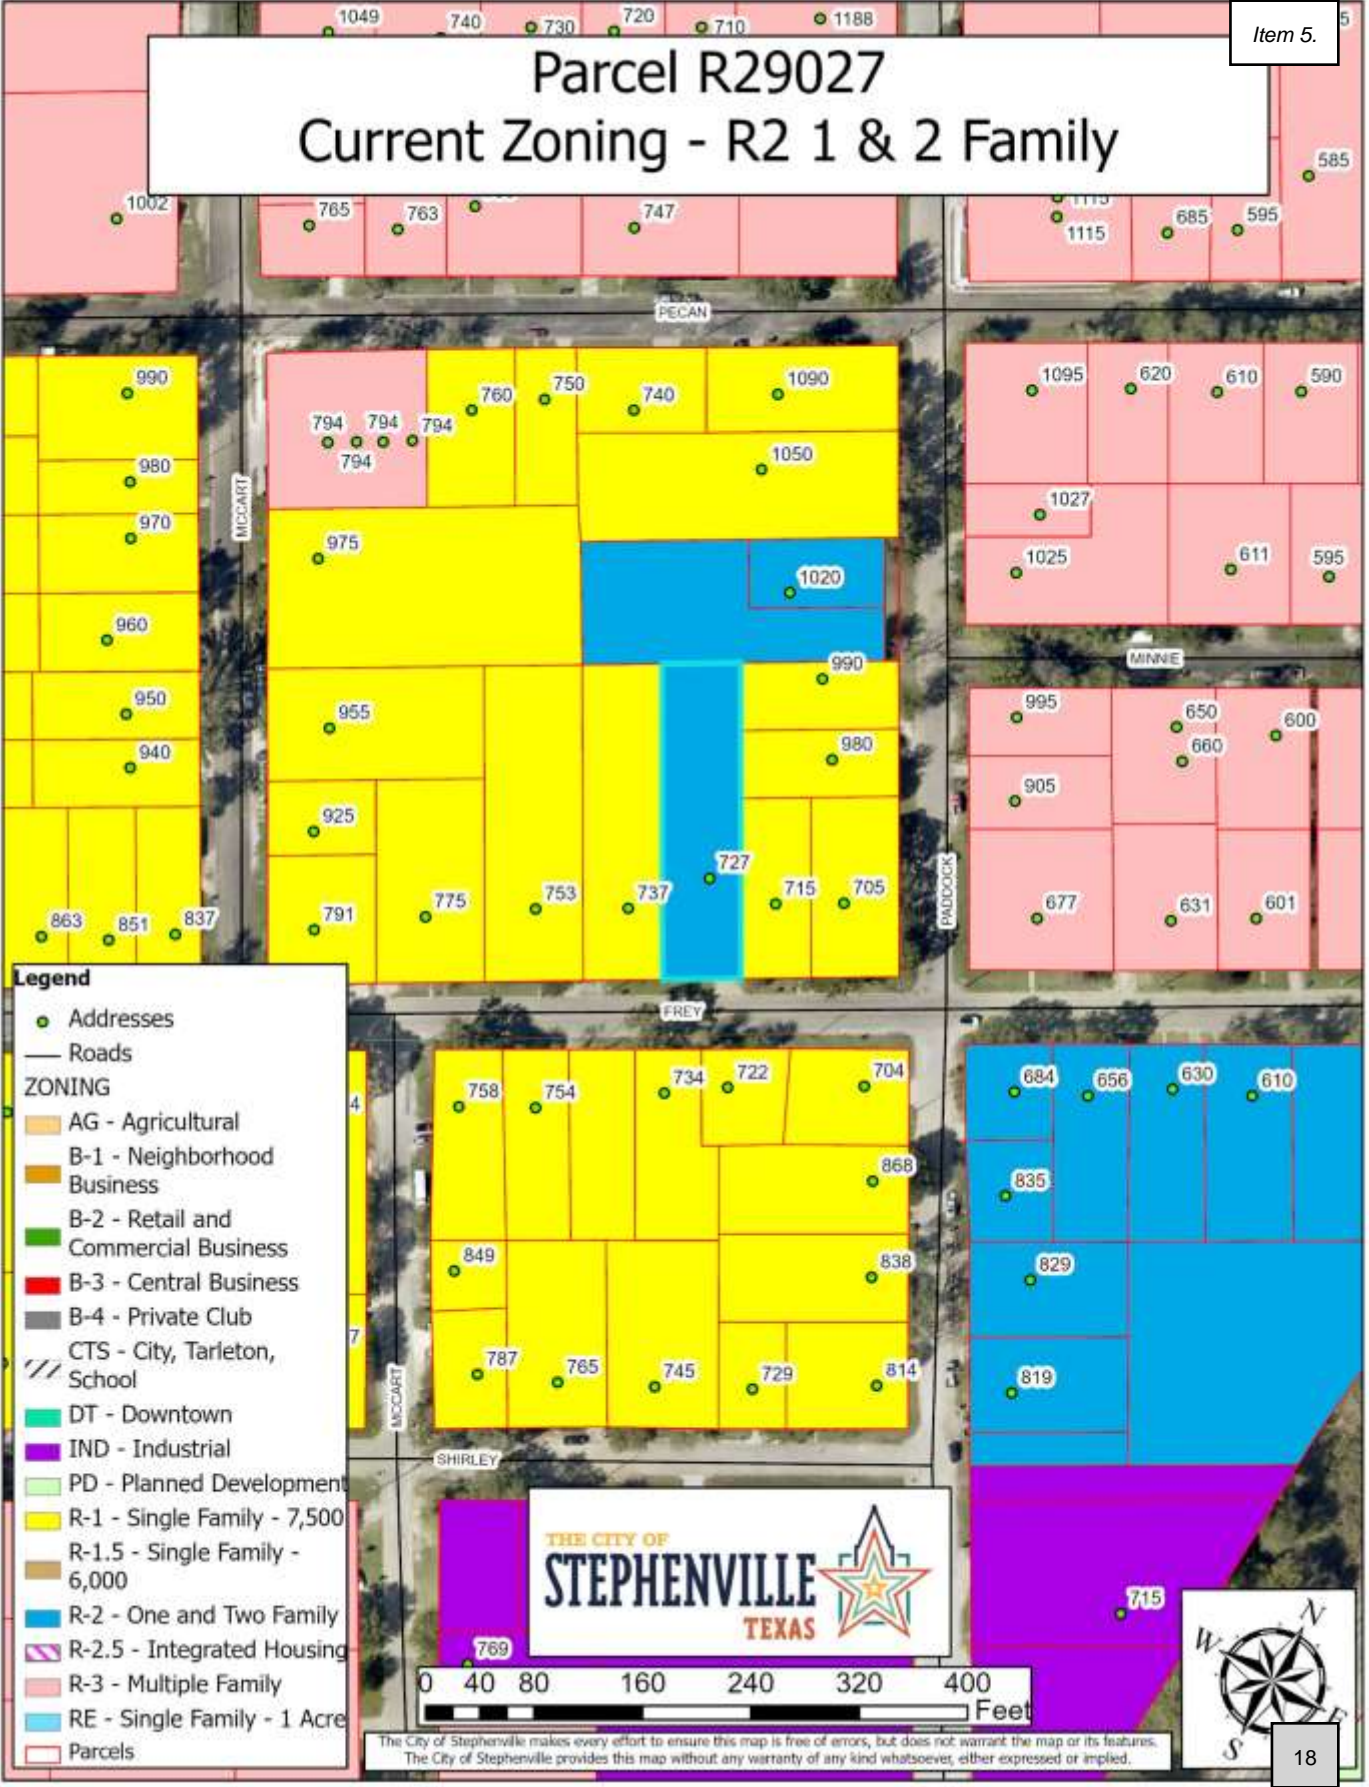 1049
740
730
720
710
1188
Item 5.
5
Parcel R29027
Current Zoning - R2 1 & 2 Family
585
1002
765
763
747
1115
1115
685
595
PECAN
990
760
750
740
1090
1095
620
610
590
794
794
794
794
1050
980
MCCART
970
975
1027
1025
611
595
1020
960
MINNIE
990
950
955
995
650
600
940
980
660
905
925
727
PADDOCK
863
851
837
791
775
753
737
715
705
677
631
601
Legend
Addresses
Roads
ZONING
AG - Agricultural
B-1 - Neighborhood
Business
B-2 - Retail and
Commercial Business
B-3 - Central Business
B-4 - Private Club
CTS - City, Tarleton,
School
DT - Downtown
IND - Industrial
PD - Planned Development
R-1 - Single Family - 7,500
R-1.5 - Single Family -
6,000
R-2 - One and Two Family
R-2.5 - Integrated Housing
R-3 - Multiple Family
RE - Single Family - 1 Acre
Parcels
FREY
4
758
754
734
722
704
684
656
630
610
868
835
849
838
829
7
787
765
745
729
814
819
MCCART
SHIRLEY
THE CITY OF
STEPHENVILLE
TEXAS
715
769
0 40 80 160 240 320 400
Feet
N
W
E
S
The City of Stephenville makes every effort to ensure this map is free of errors, but does not warrant the map or its features.
The City of Stephenville provides this map without any warranty of any kind whatsoever, either expressed or implied.
18